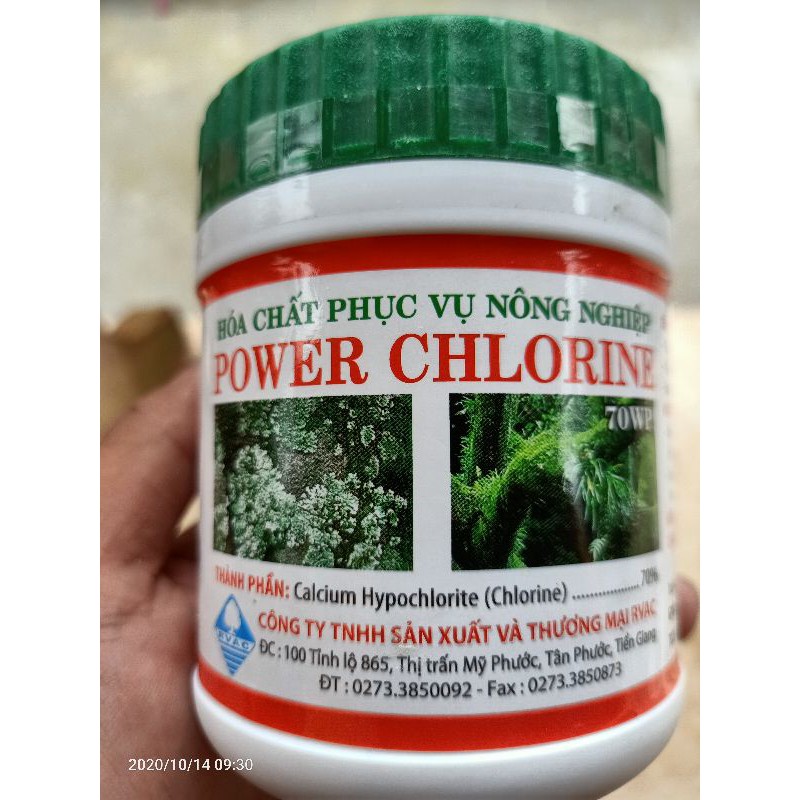 HÓA CHẤT PHỤC VỤ NÔNG NGHIỆP
POWER CHLORINE
70WP
THÀNH PHẦN: Calcium Hypochlorite (Chlorine) .................. 70%
RVAC
CÔNG TY TNHH SẢN XUẤT VÀ THƯƠNG MẠI RVAC
ĐC : 100 Tỉnh lộ 865, Thị trấn Mỹ Phước, Tân Phước, Tiền Giang
ĐT : 0273.3850092 - Fax : 0273.3850873
2020/10/14 09:30